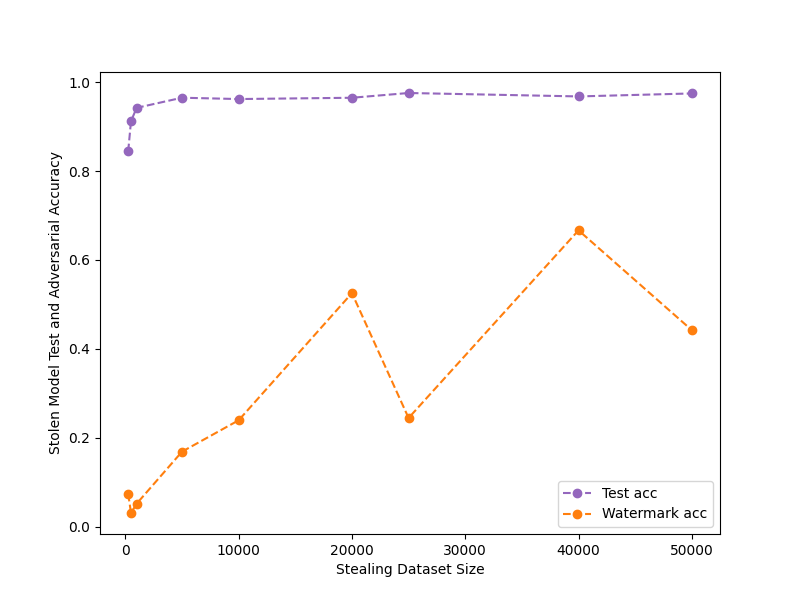 1.0
0.8
0.6
0.4
0.2
0.0
Stolen Model Test and Adversarial Accuracy
Test acc
Watermark acc
0 10000 20000 30000 40000 50000
Stealing Dataset Size